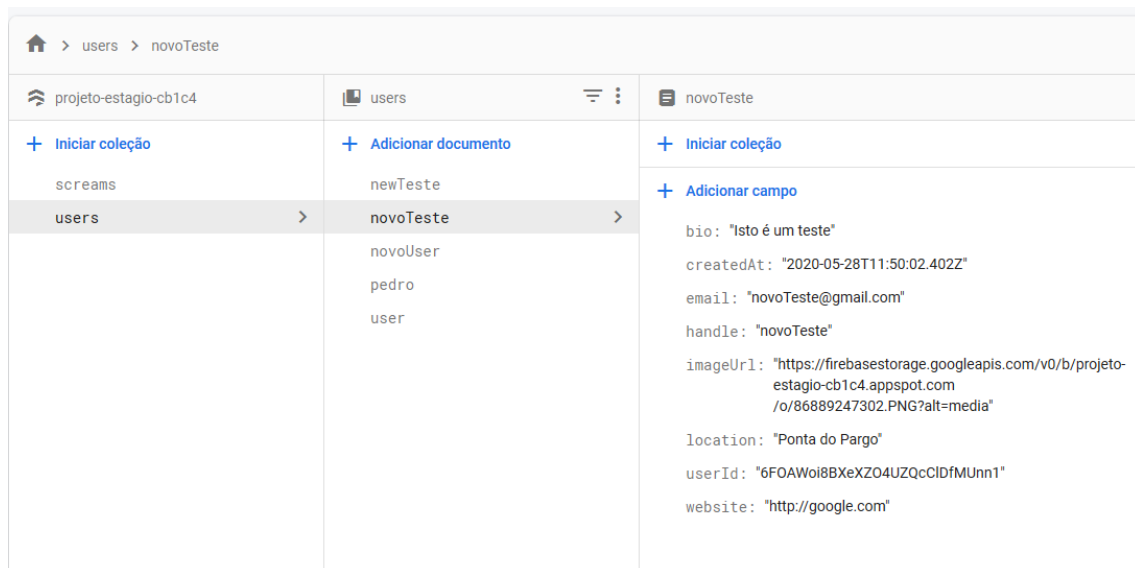 users > novoTeste
projeto-estagio-cb1c4
users
novoTeste
Iniciar coleção
Adicionar documento
Iniciar coleção
screams
users
newTeste
novoTeste
novoUser
pedro
user
Adicionar campo
bio: "Isto é um teste"
createdAt: "2020-05-28T11:50:02.402Z"
email: "novoTeste@gmail.com"
handle: "novoTeste"
imageUrl: "https://firebasestorage.googleapis.com/v0/b/projeto-
estagio-cb1c4.appspot.com
/o/86889247302.PNG?alt=media"
location: "Ponta do Pargo"
userId: "6FOAWoi8BXeXZO4UZQcClDfMUnn1"
website: "http://google.com"